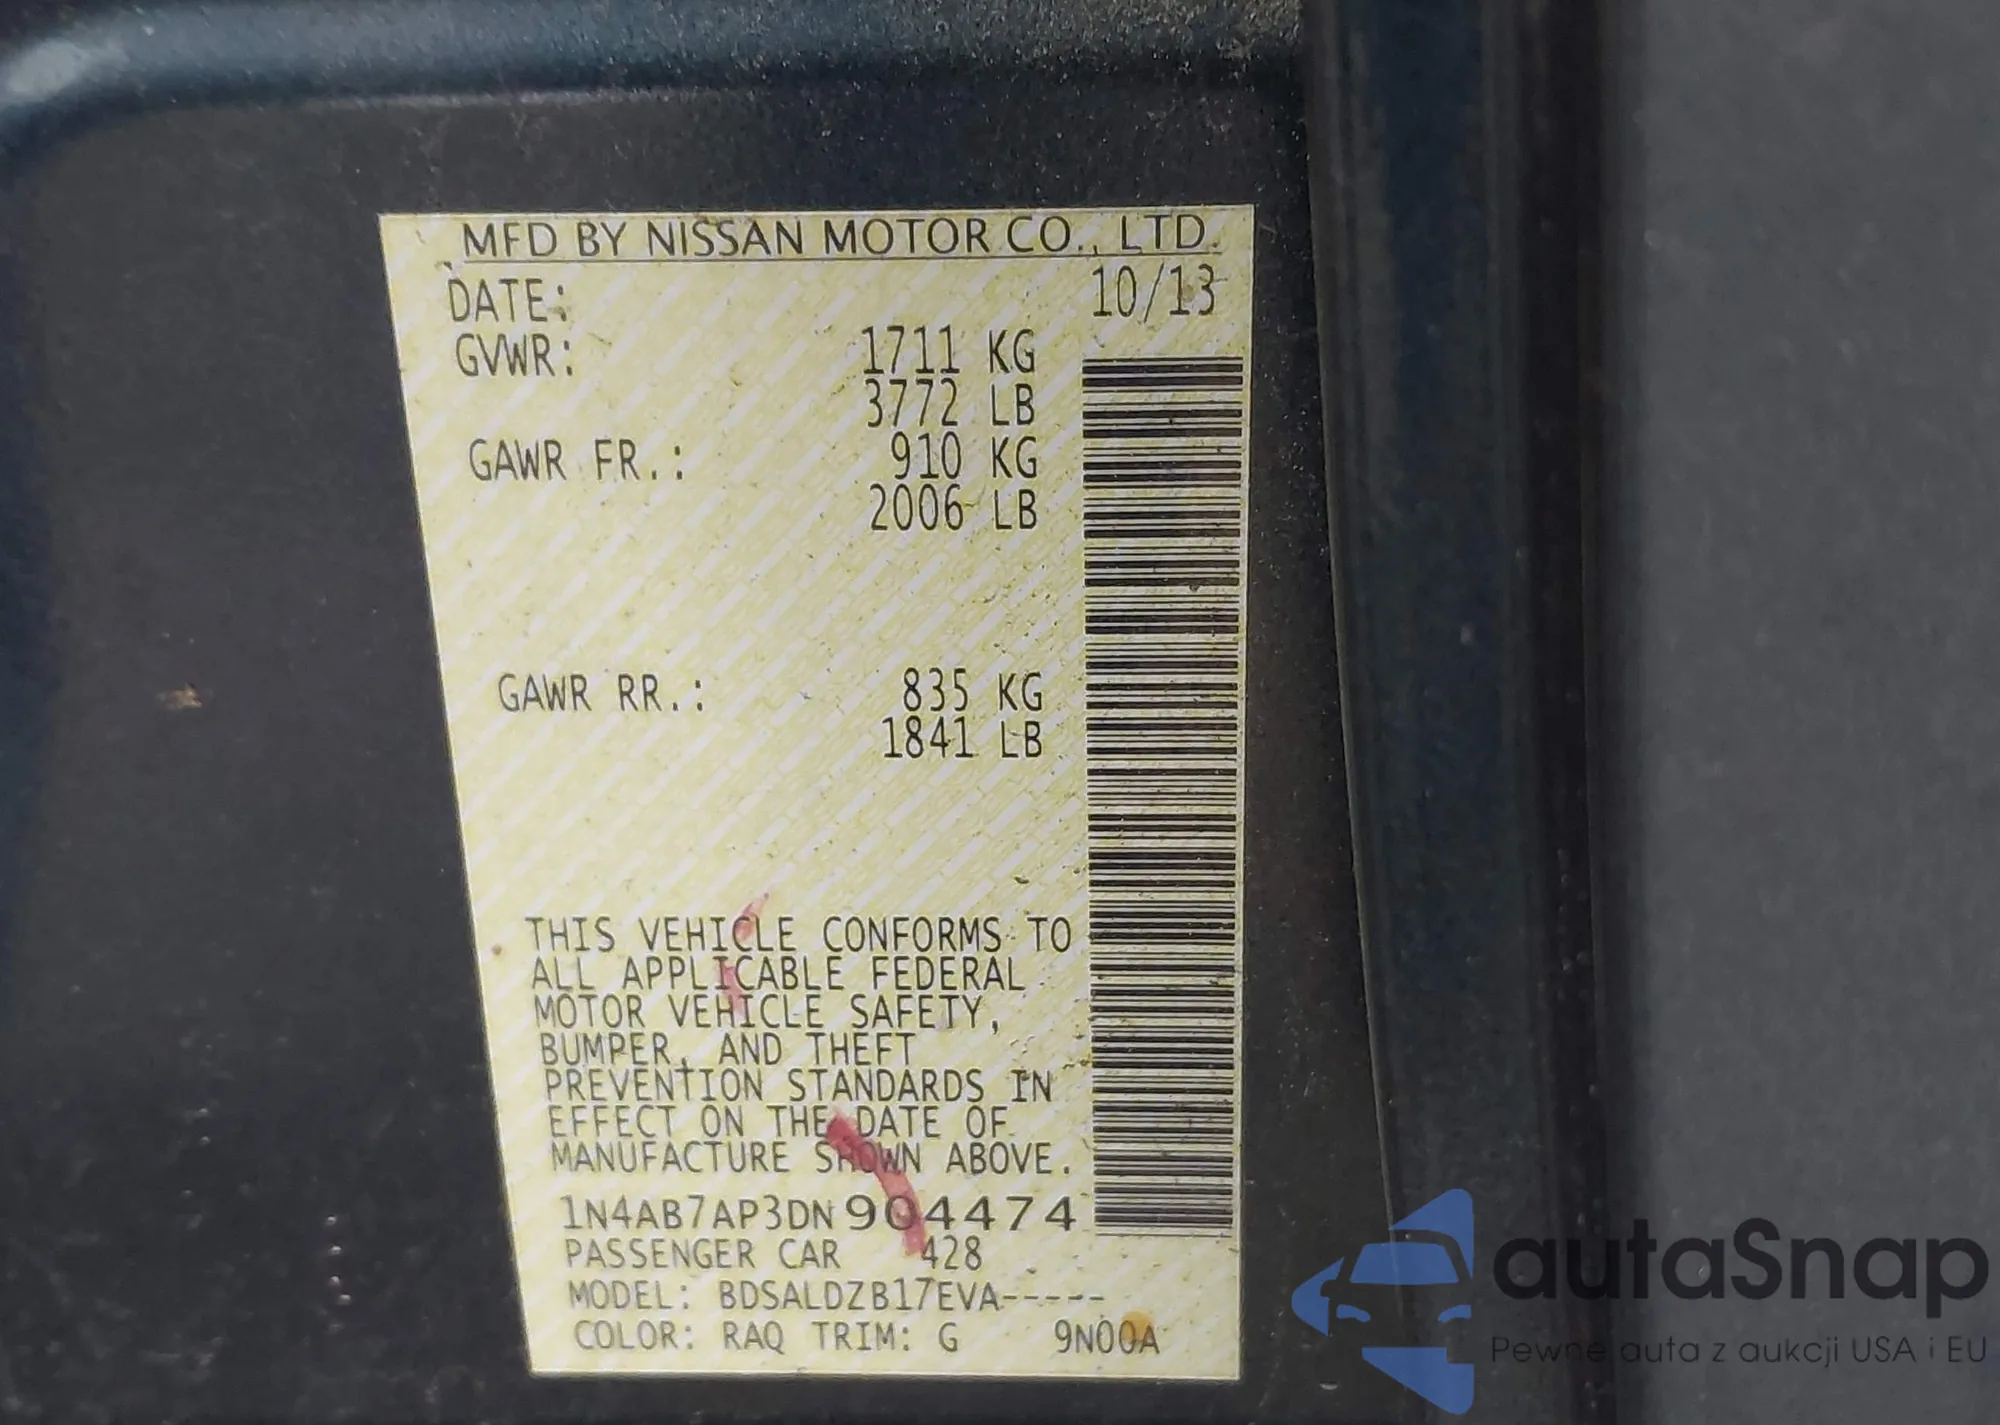 MFD BY NISSAN MOTOR CO., LTD.
DATE: 10/13
GVWR: 1711 KG
3772 LB
GAWR FR.: 910 KG
2006 LB
GAWR RR.: 835 KG
1841 LB
THIS VEHICLE CONFORMS TO
ALL APPLICABLE FEDERAL
MOTOR VEHICLE SAFETY,
BUMPER, AND THEFT
PREVENTION STANDARDS IN
EFFECT ON THE DATE OF
MANUFACTURE SHOWN ABOVE.
1N4AB7AP3DN904474
PASSENGER CAR 428
MODEL: BDSALDZB17EVA-----
COLOR: RAQ TRIM: G 9N00A
autaSnap
Pewne auta z aukcji USA i EU